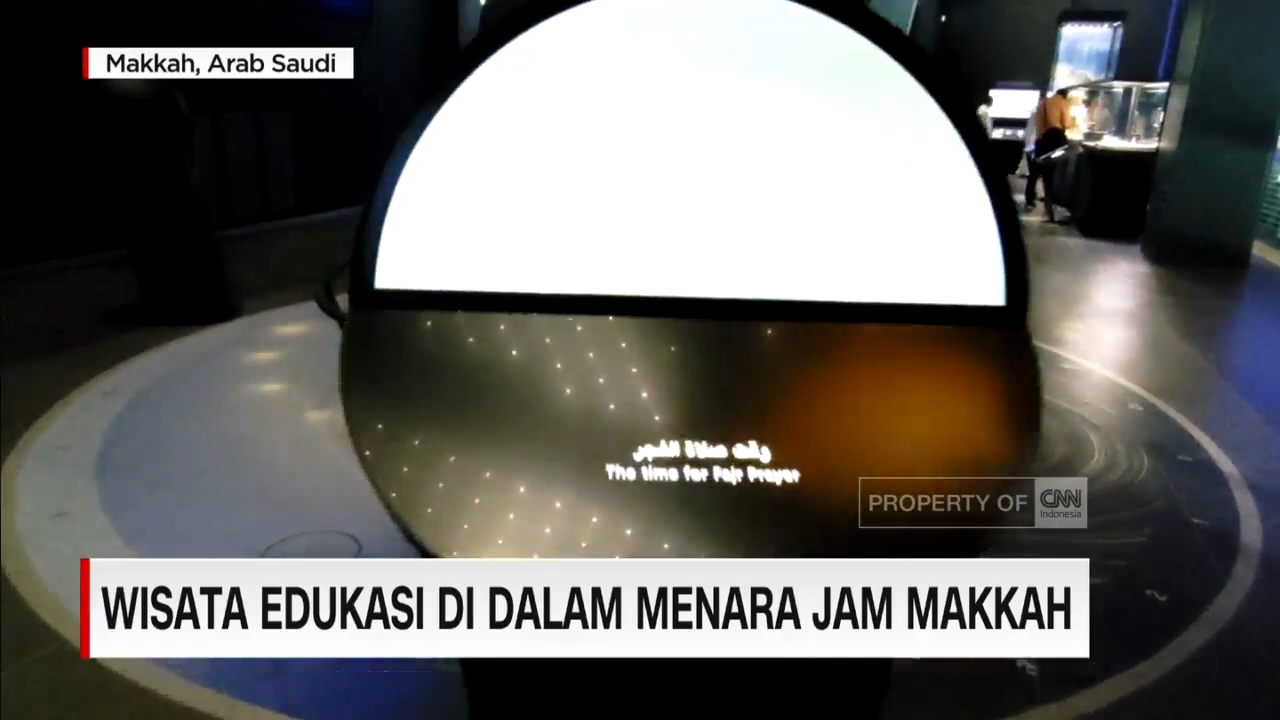 Makkah, Arab Saudi
وقت صلاة الفجر
The time for Fajr Prayer
PROPERTY OF CNN Indonesia
WISATA EDUKASI DI DALAM MENARA JAM MAKKAH